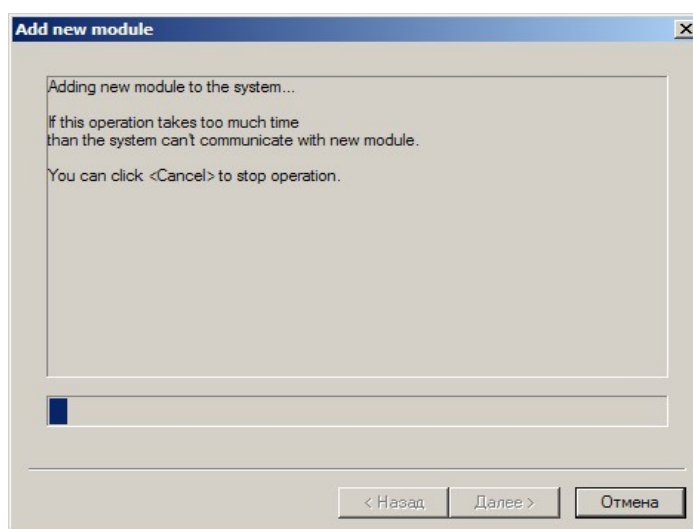 Add new module
Adding new module to the system...
If this operation takes too much time
than the system can't communicate with new module.
You can click <Cancel> to stop operation.
< Назад
Далее >
Отмена